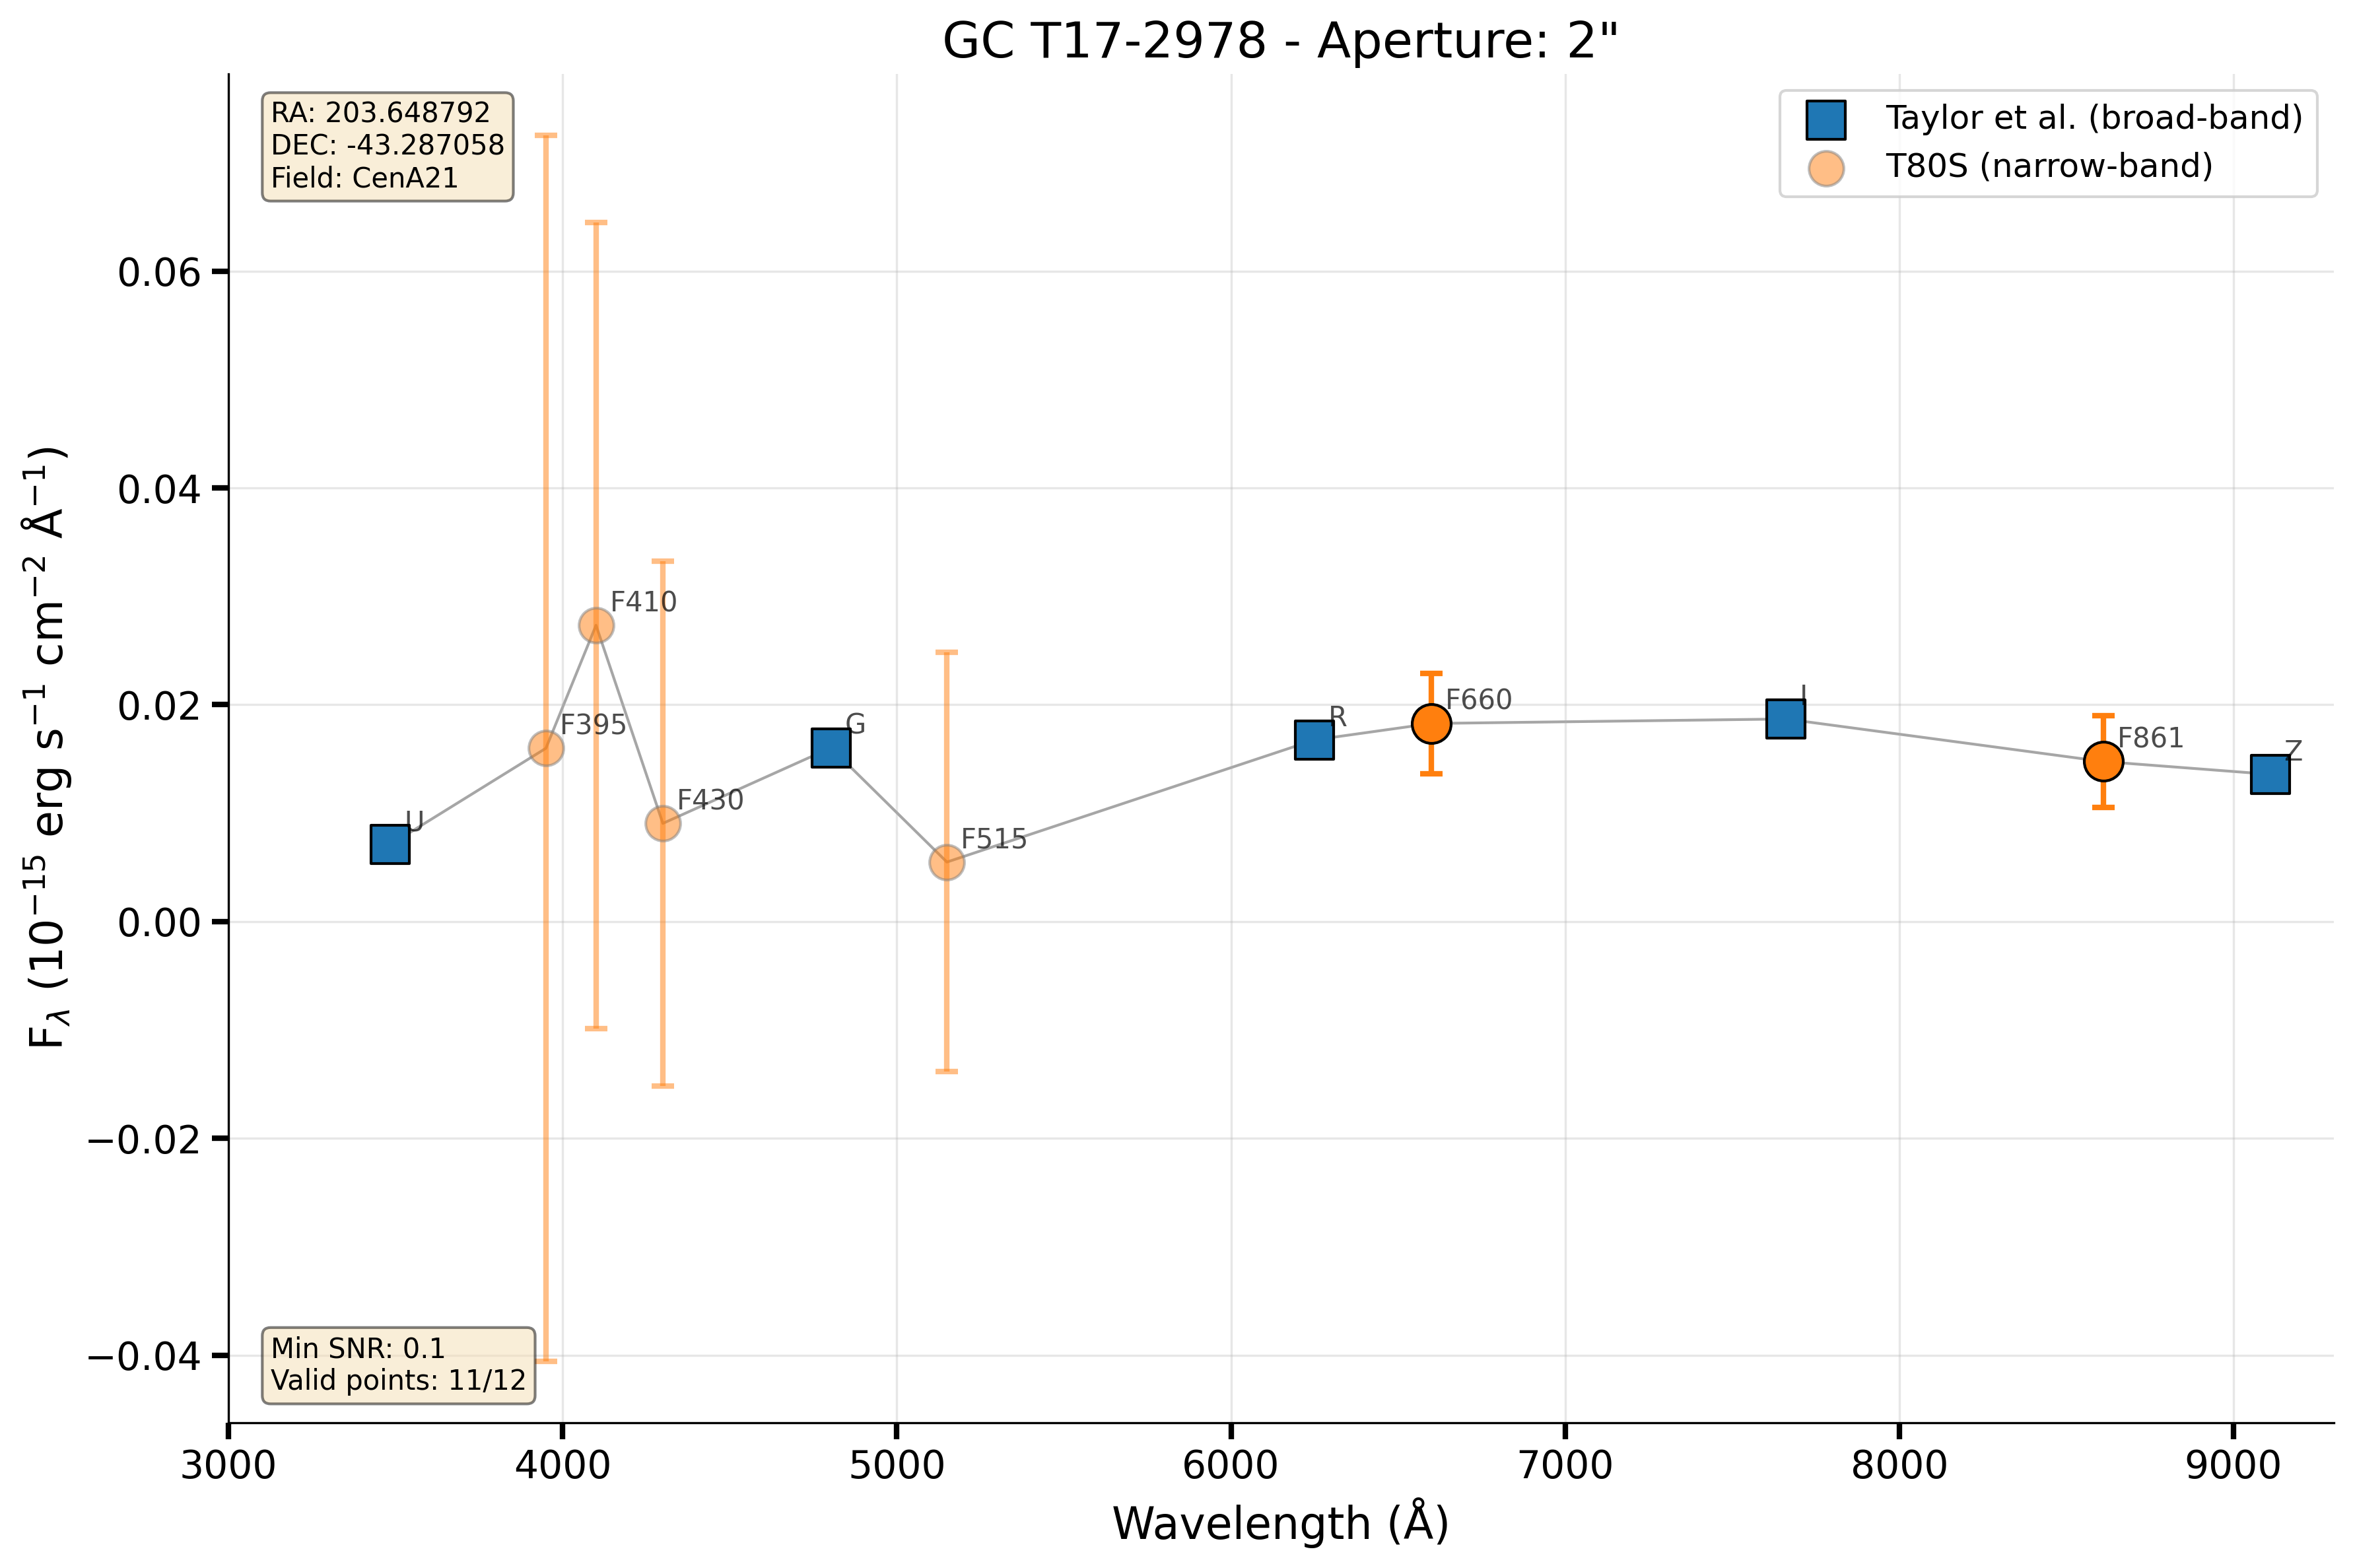 GC T17-2978 - Aperture: 2"
RA: 203.648792
DEC: -43.287058
Field: CenA21
Taylor et al. (broad-band)
T80S (narrow-band)
0.06
0.04
0.02
0.00
−0.02
−0.04
F_λ (10⁻¹⁵ erg s⁻¹ cm⁻² Å⁻¹)
U
F395
F410
F430
G
F515
R
F660
I
F861
Z
Min SNR: 0.1
Valid points: 11/12
3000 4000 5000 6000 7000 8000 9000
Wavelength (Å)